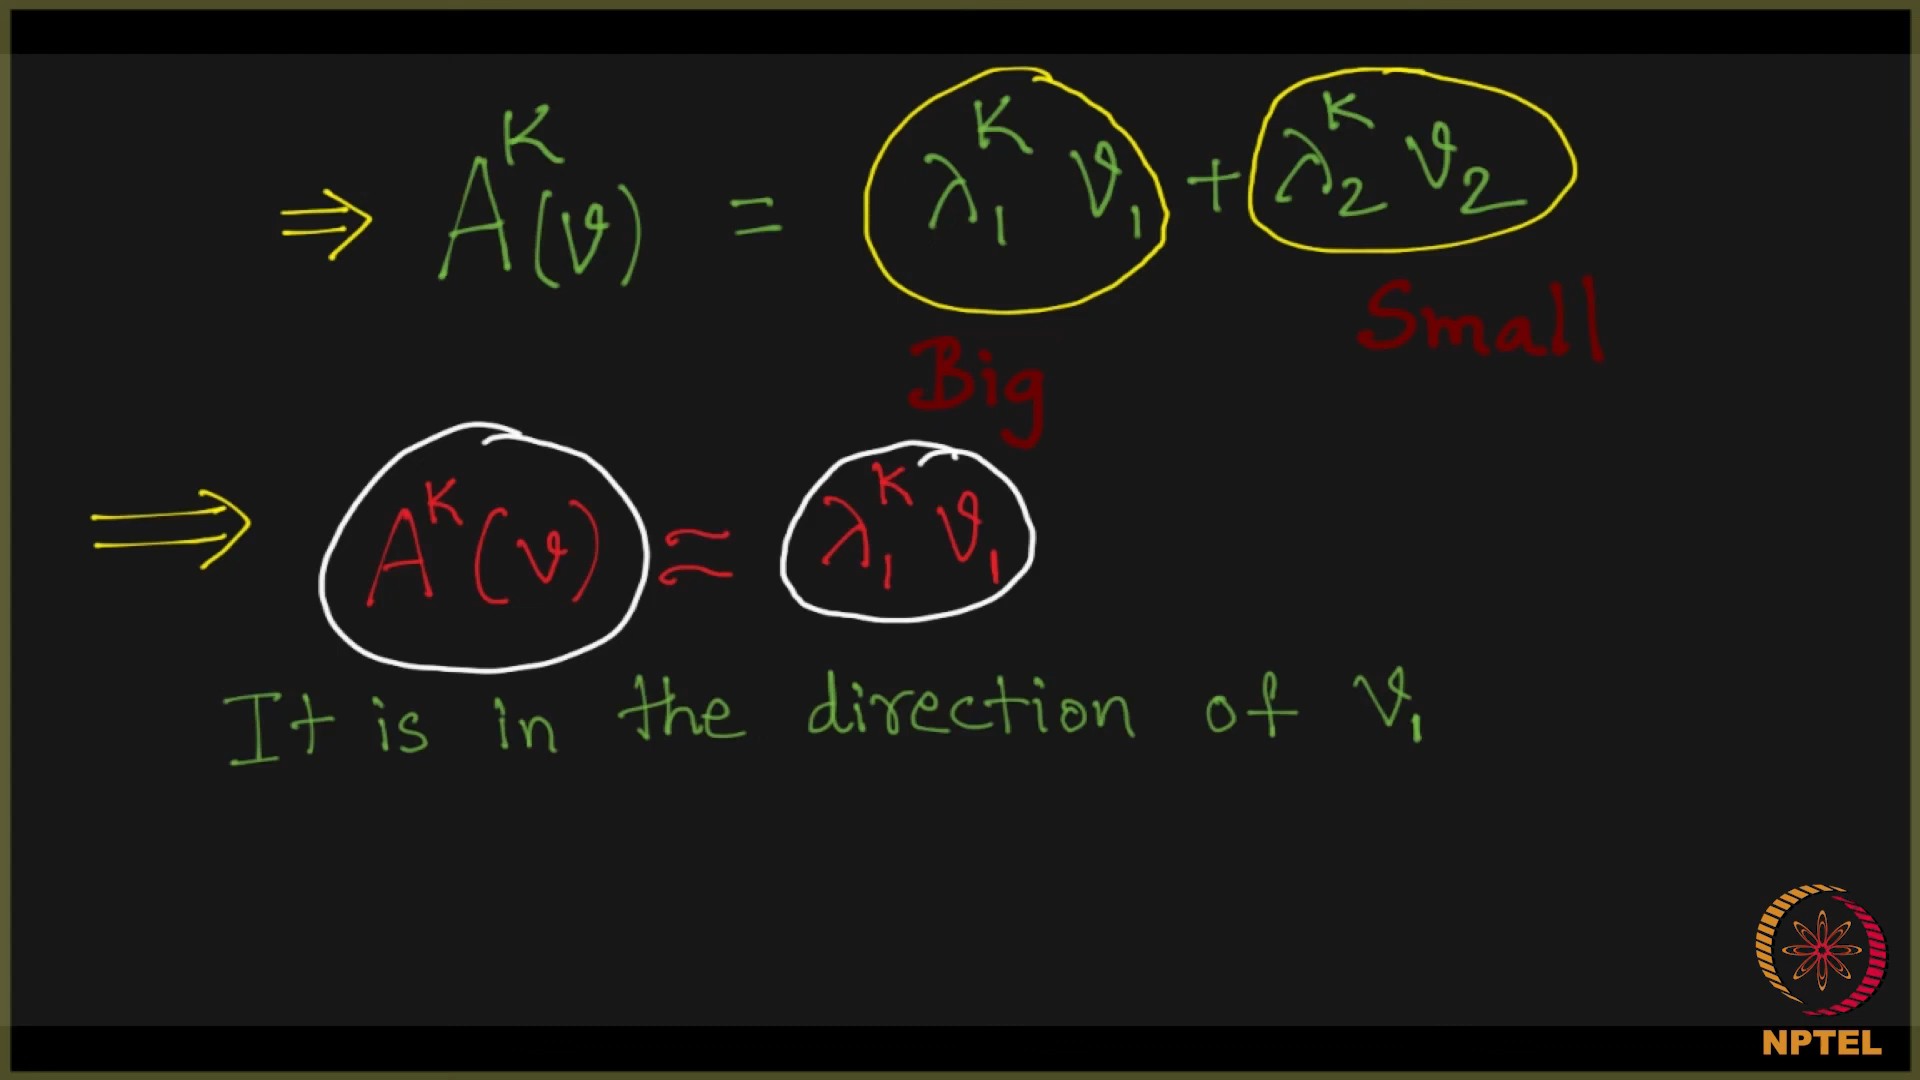 ⇒ A^K(v) = λ₁^K v₁ + λ₂^K v₂
Big Small
⇒ A^K(v) ≈ λ₁^K v₁
It is in the direction of v₁
NPTEL